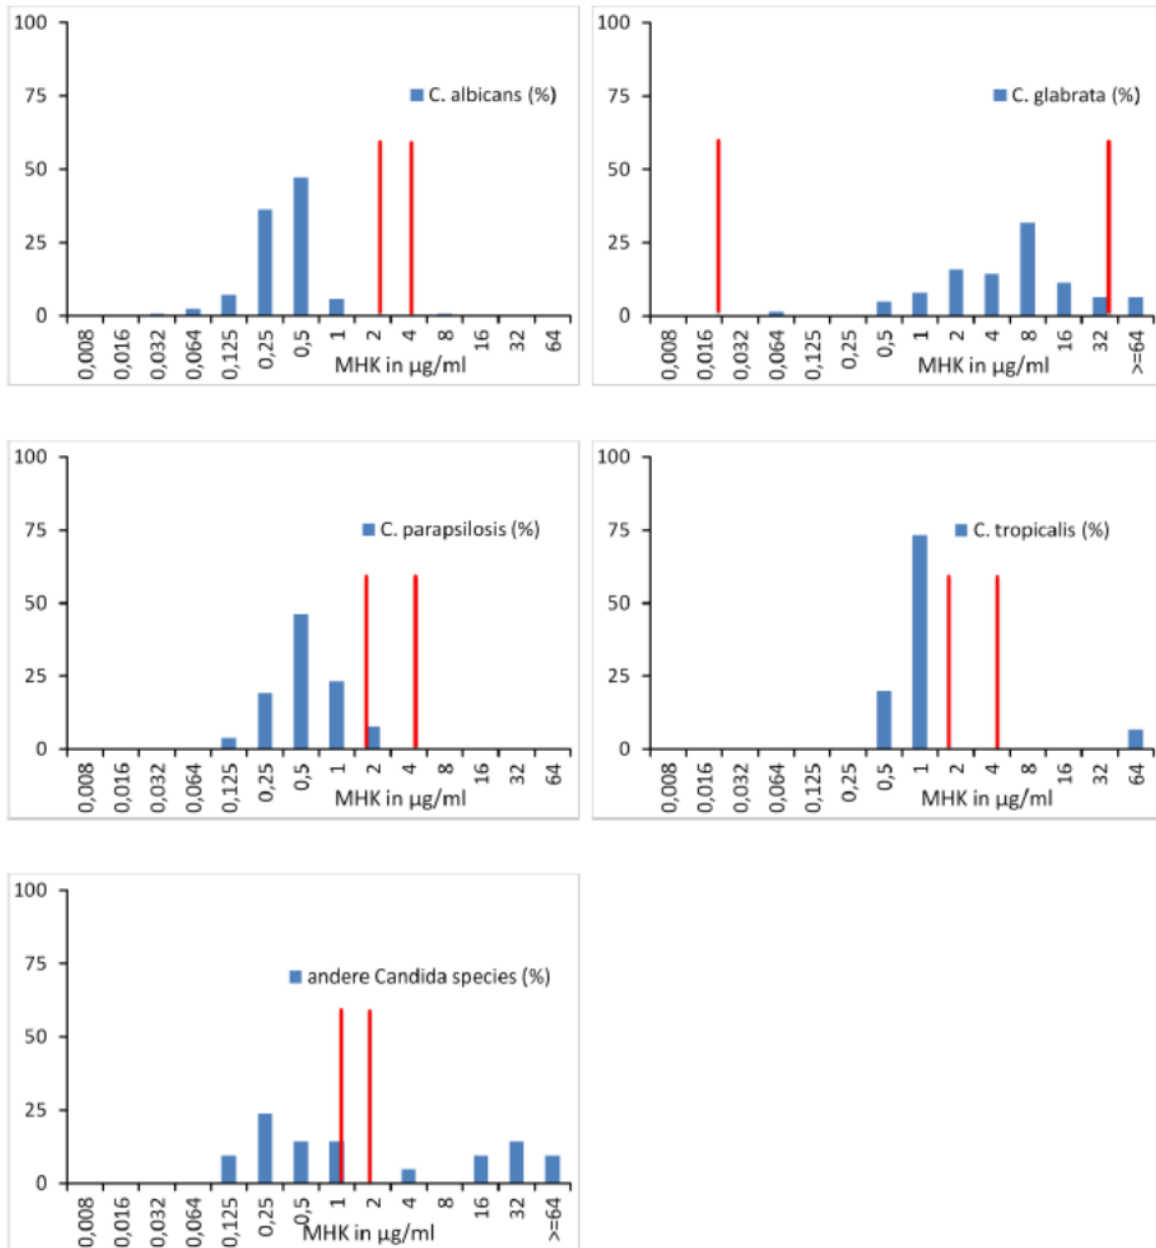 100
75
50
25
0
C. albicans (%)
0,008 0,016 0,032 0,064 0,125 0,25 0,5 1 2 4 8 16 32 64
MHK in µg/ml
100
75
50
25
0
C. glabrata (%)
0,008 0,016 0,032 0,064 0,125 0,25 0,5 1 2 4 8 16 32 >=64
MHK in µg/ml
100
75
50
25
0
C. parapsilosis (%)
0,008 0,016 0,032 0,064 0,125 0,25 0,5 1 2 4 8 16 32 64
MHK in µg/ml
100
75
50
25
0
C. tropicalis (%)
0,008 0,016 0,032 0,064 0,125 0,25 0,5 1 2 4 8 16 32 64
MHK in µg/ml
100
75
50
25
0
andere Candida species (%)
0,008 0,016 0,032 0,064 0,125 0,25 0,5 1 2 4 8 16 32 >=64
MHK in µg/ml